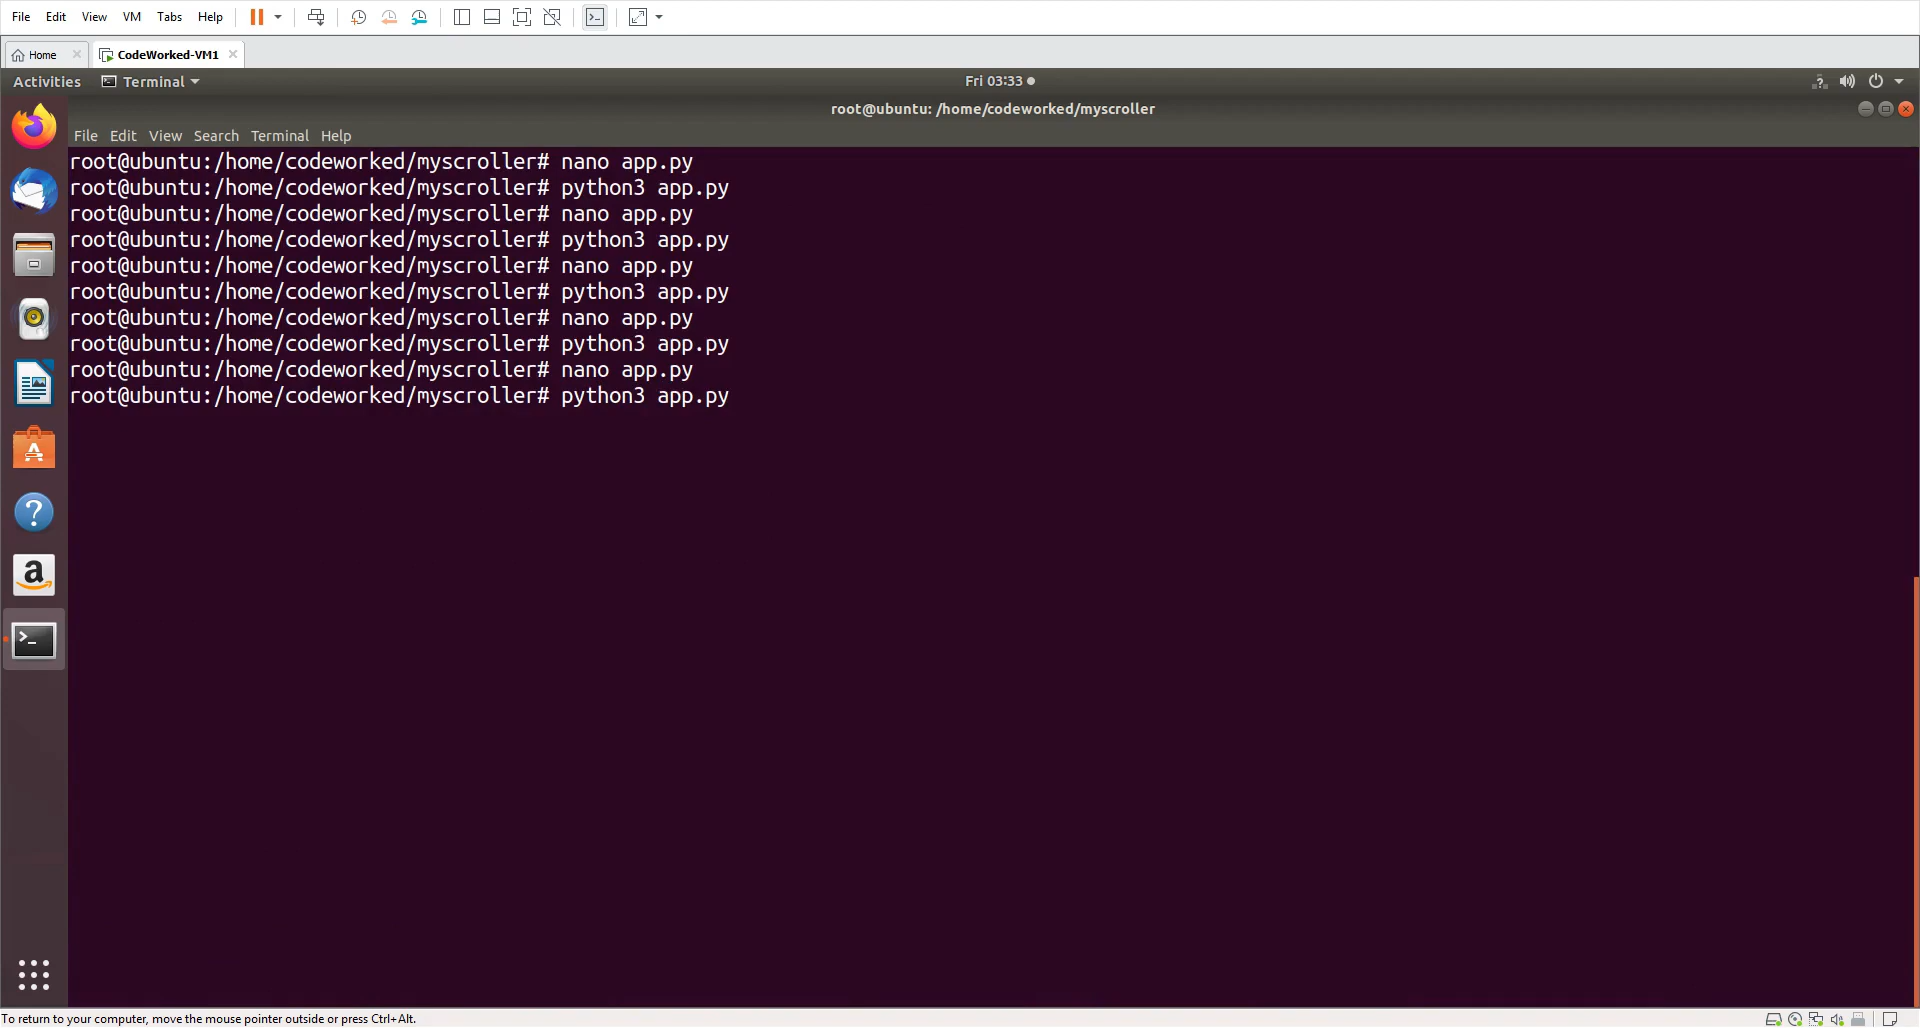 File Edit View VM Tabs Help
Home CodeWorked-VM1
Activities Terminal Fri 03:33
root@ubuntu: /home/codeworked/myscroller
File Edit View Search Terminal Help
root@ubuntu:/home/codeworked/myscroller# nano app.py
root@ubuntu:/home/codeworked/myscroller# python3 app.py
root@ubuntu:/home/codeworked/myscroller# nano app.py
root@ubuntu:/home/codeworked/myscroller# python3 app.py
root@ubuntu:/home/codeworked/myscroller# nano app.py
root@ubuntu:/home/codeworked/myscroller# python3 app.py
root@ubuntu:/home/codeworked/myscroller# nano app.py
root@ubuntu:/home/codeworked/myscroller# python3 app.py
root@ubuntu:/home/codeworked/myscroller# nano app.py
root@ubuntu:/home/codeworked/myscroller# python3 app.py
To return to your computer, move the mouse pointer outside or press Ctrl+Alt.